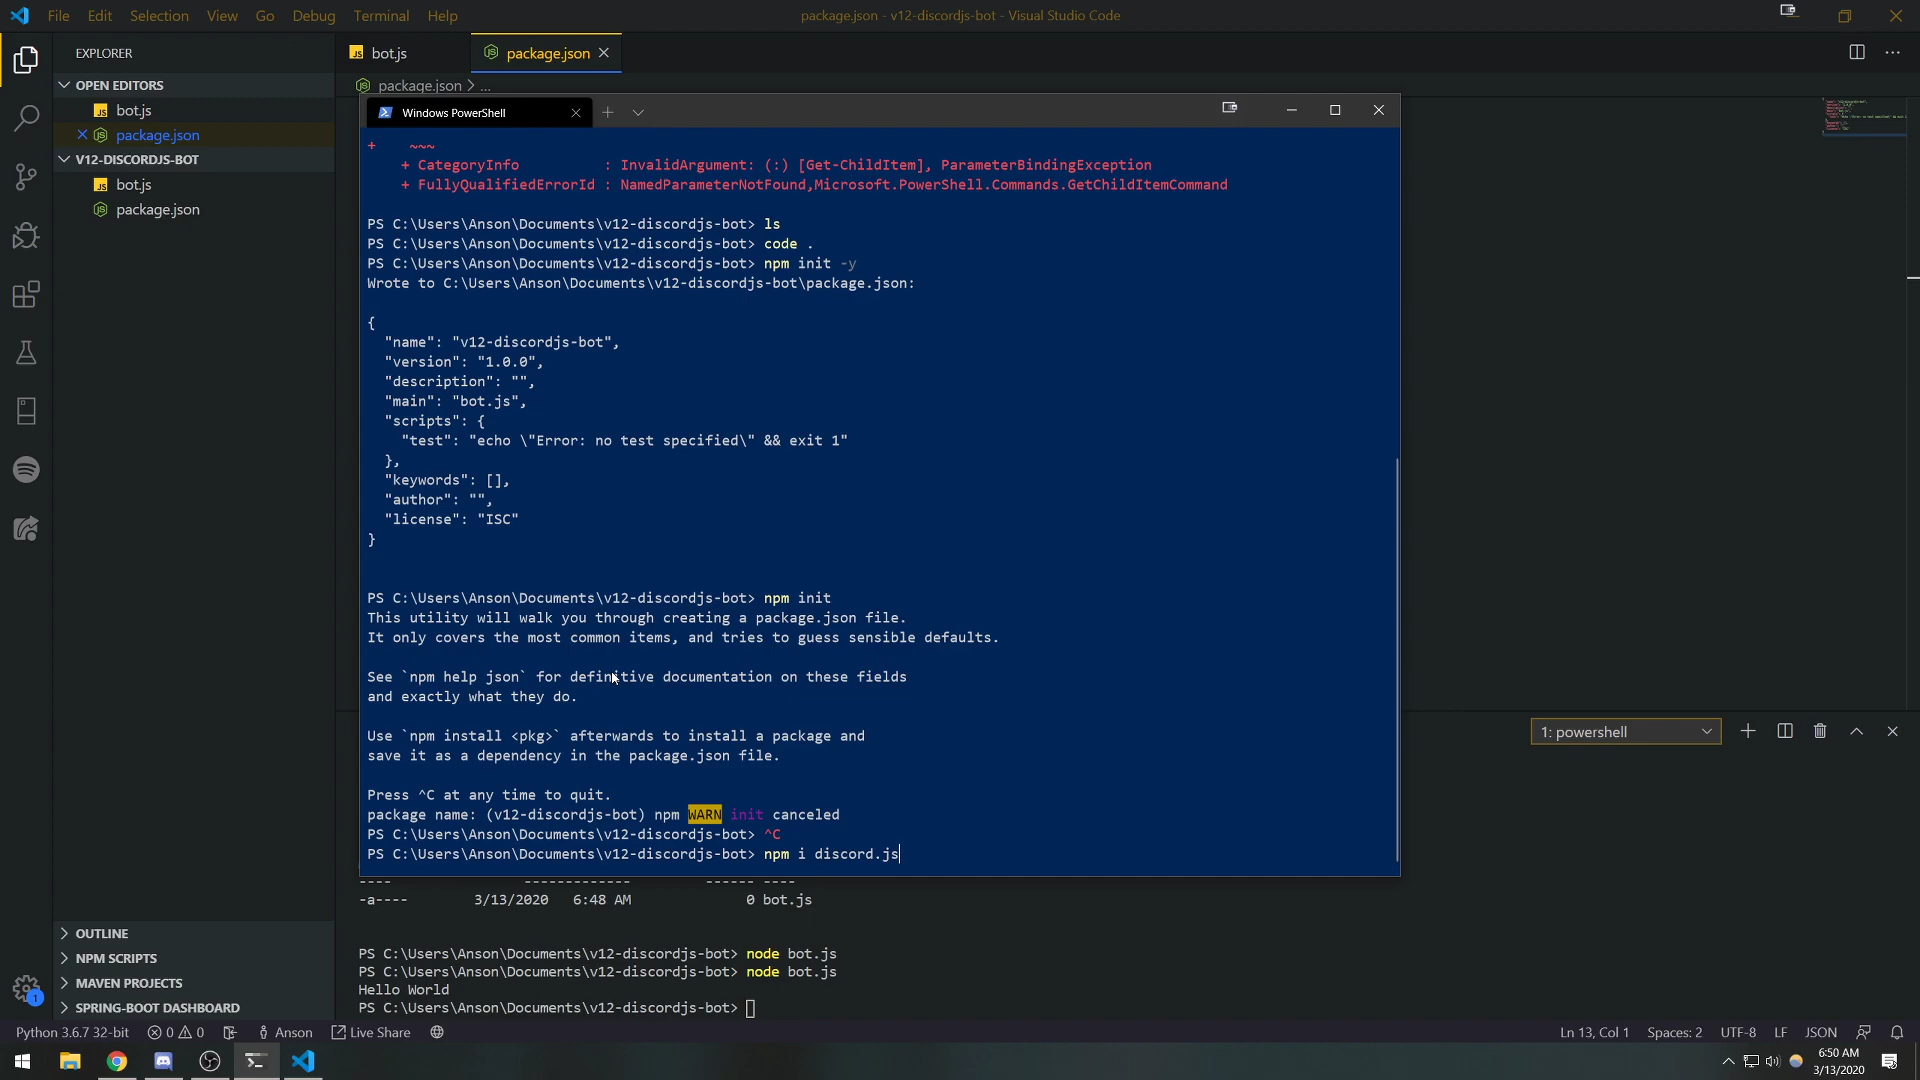 File Edit Selection View Go Debug Terminal Help
package.json - v12-discordjs-bot - Visual Studio Code
EXPLORER
OPEN EDITORS
bot.js
package.json
V12-DISCORDJS-BOT
bot.js
package.json
JS bot.js
package.json
package.json > ...
Windows PowerShell
+     ~~~
+ CategoryInfo          : InvalidArgument: (:) [Get-ChildItem], ParameterBindingException
+ FullyQualifiedErrorId : NamedParameterNotFound,Microsoft.PowerShell.Commands.GetChildItemCommand
PS C:\Users\Anson\Documents\v12-discordjs-bot> ls
PS C:\Users\Anson\Documents\v12-discordjs-bot> code .
PS C:\Users\Anson\Documents\v12-discordjs-bot> npm init -y
Wrote to C:\Users\Anson\Documents\v12-discordjs-bot\package.json:
{
"name": "v12-discordjs-bot",
"version": "1.0.0",
"description": "",
"main": "bot.js",
"scripts": {
"test": "echo \"Error: no test specified\" && exit 1"
},
"keywords": [],
"author": "",
"license": "ISC"
}
PS C:\Users\Anson\Documents\v12-discordjs-bot> npm init
This utility will walk you through creating a package.json file.
It only covers the most common items, and tries to guess sensible defaults.
See `npm help json` for definitive documentation on these fields
and exactly what they do.
Use `npm install <pkg>` afterwards to install a package and
save it as a dependency in the package.json file.
Press ^C at any time to quit.
package name: (v12-discordjs-bot) npm WARN init canceled
PS C:\Users\Anson\Documents\v12-discordjs-bot> ^C
PS C:\Users\Anson\Documents\v12-discordjs-bot> npm i discord.js
1: powershell
---- ------------- ------ ----
-a---- 3/13/2020 6:48 AM 0 bot.js
PS C:\Users\Anson\Documents\v12-discordjs-bot> node bot.js
PS C:\Users\Anson\Documents\v12-discordjs-bot> node bot.js
Hello World
PS C:\Users\Anson\Documents\v12-discordjs-bot>
OUTLINE
NPM SCRIPTS
MAVEN PROJECTS
SPRING-BOOT DASHBOARD
1
Python 3.6.7 32-bit 0 0 Anson Live Share
Ln 13, Col 1 Spaces: 2 UTF-8 LF JSON
6:50 AM
3/13/2020